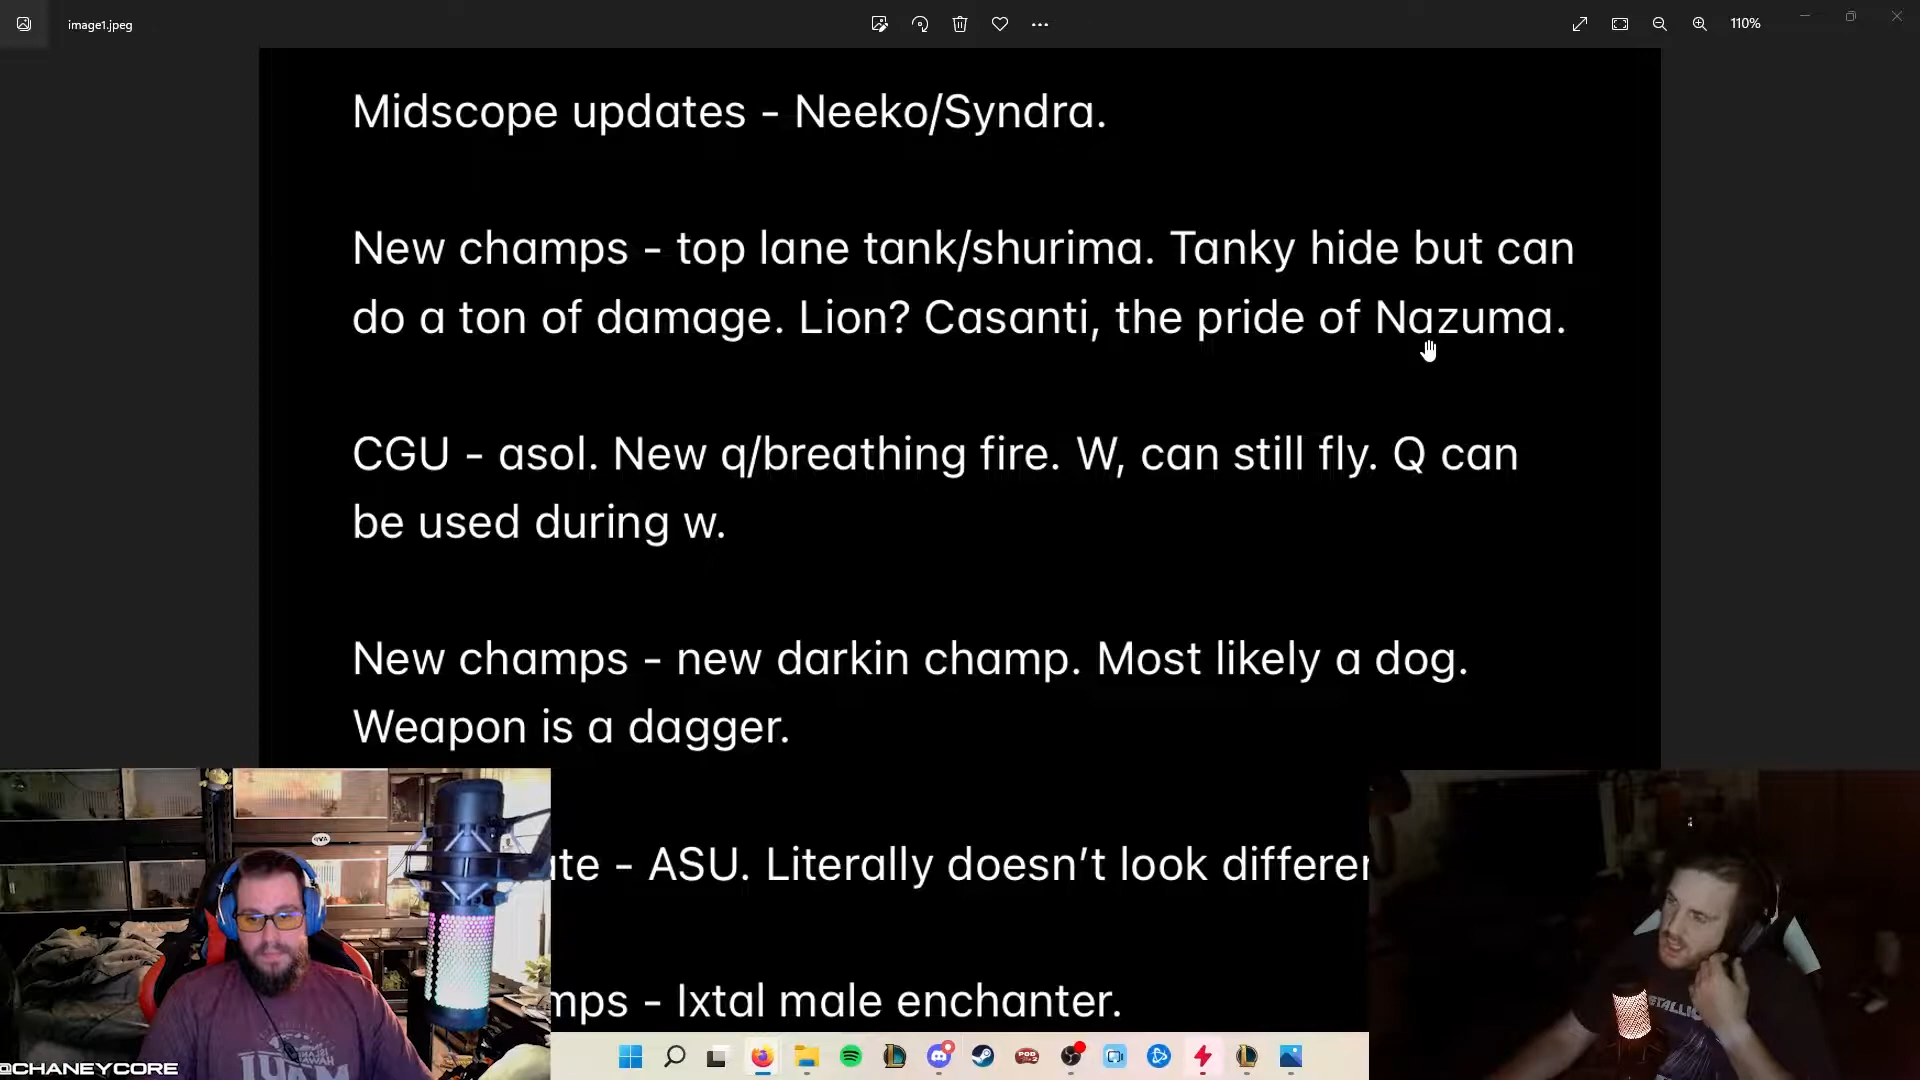 image1.jpeg
110%
Midscope updates - Neeko/Syndra.
New champs - top lane tank/shurima. Tanky hide but can
do a ton of damage. Lion? Casanti, the pride of Nazuma.
CGU - asol. New q/breathing fire. W, can still fly. Q can
be used during w.
New champs - new darkin champ. Most likely a dog.
Weapon is a dagger.
- ASU. Literally doesn't look
- Ixtal male enchanter.
@CHANEYCORE